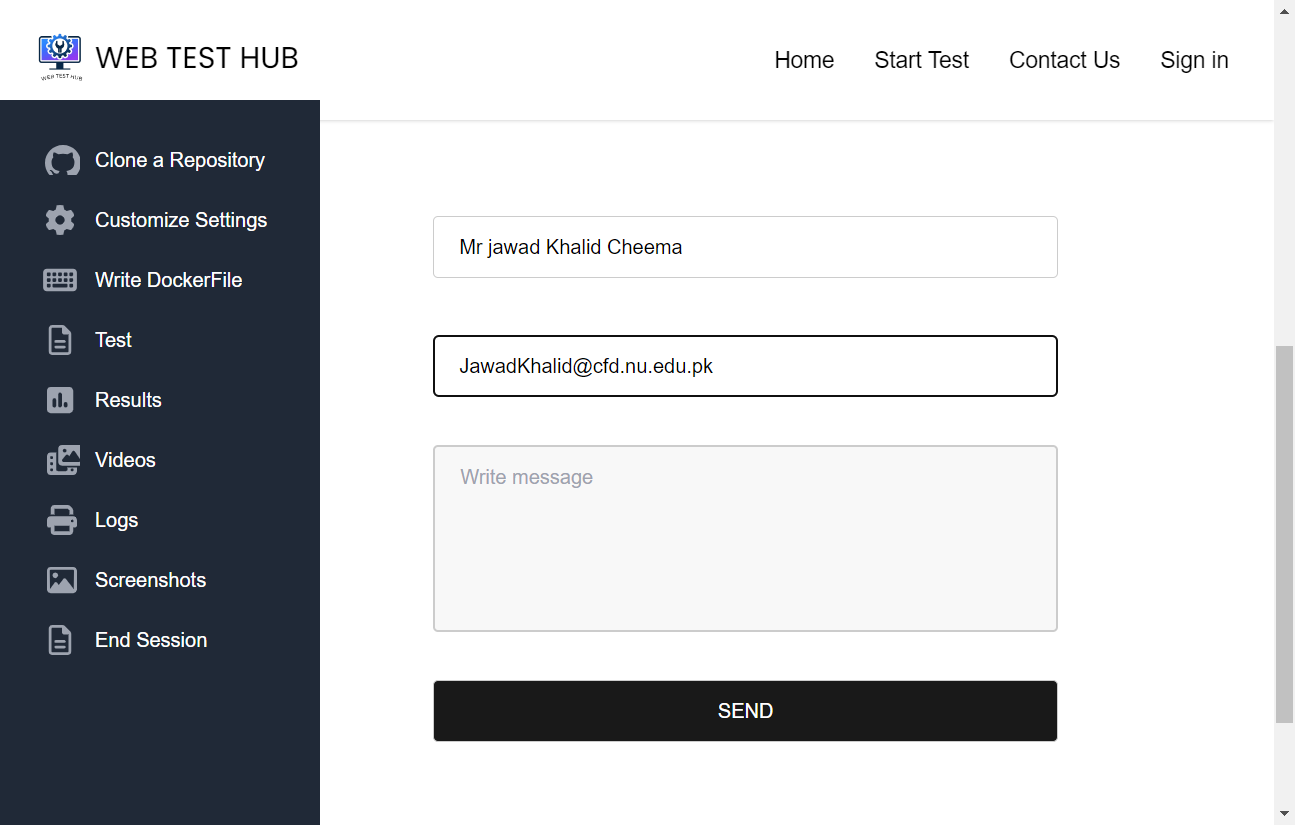 WEB TEST HUB
WEB TEST HUB
Home
Start Test
Contact Us
Sign in
Clone a Repository
Customize Settings
Write DockerFile
Test
Results
Videos
Logs
Screenshots
End Session
Mr jawad Khalid Cheema
JawadKhalid@cfd.nu.edu.pk
Write message
SEND